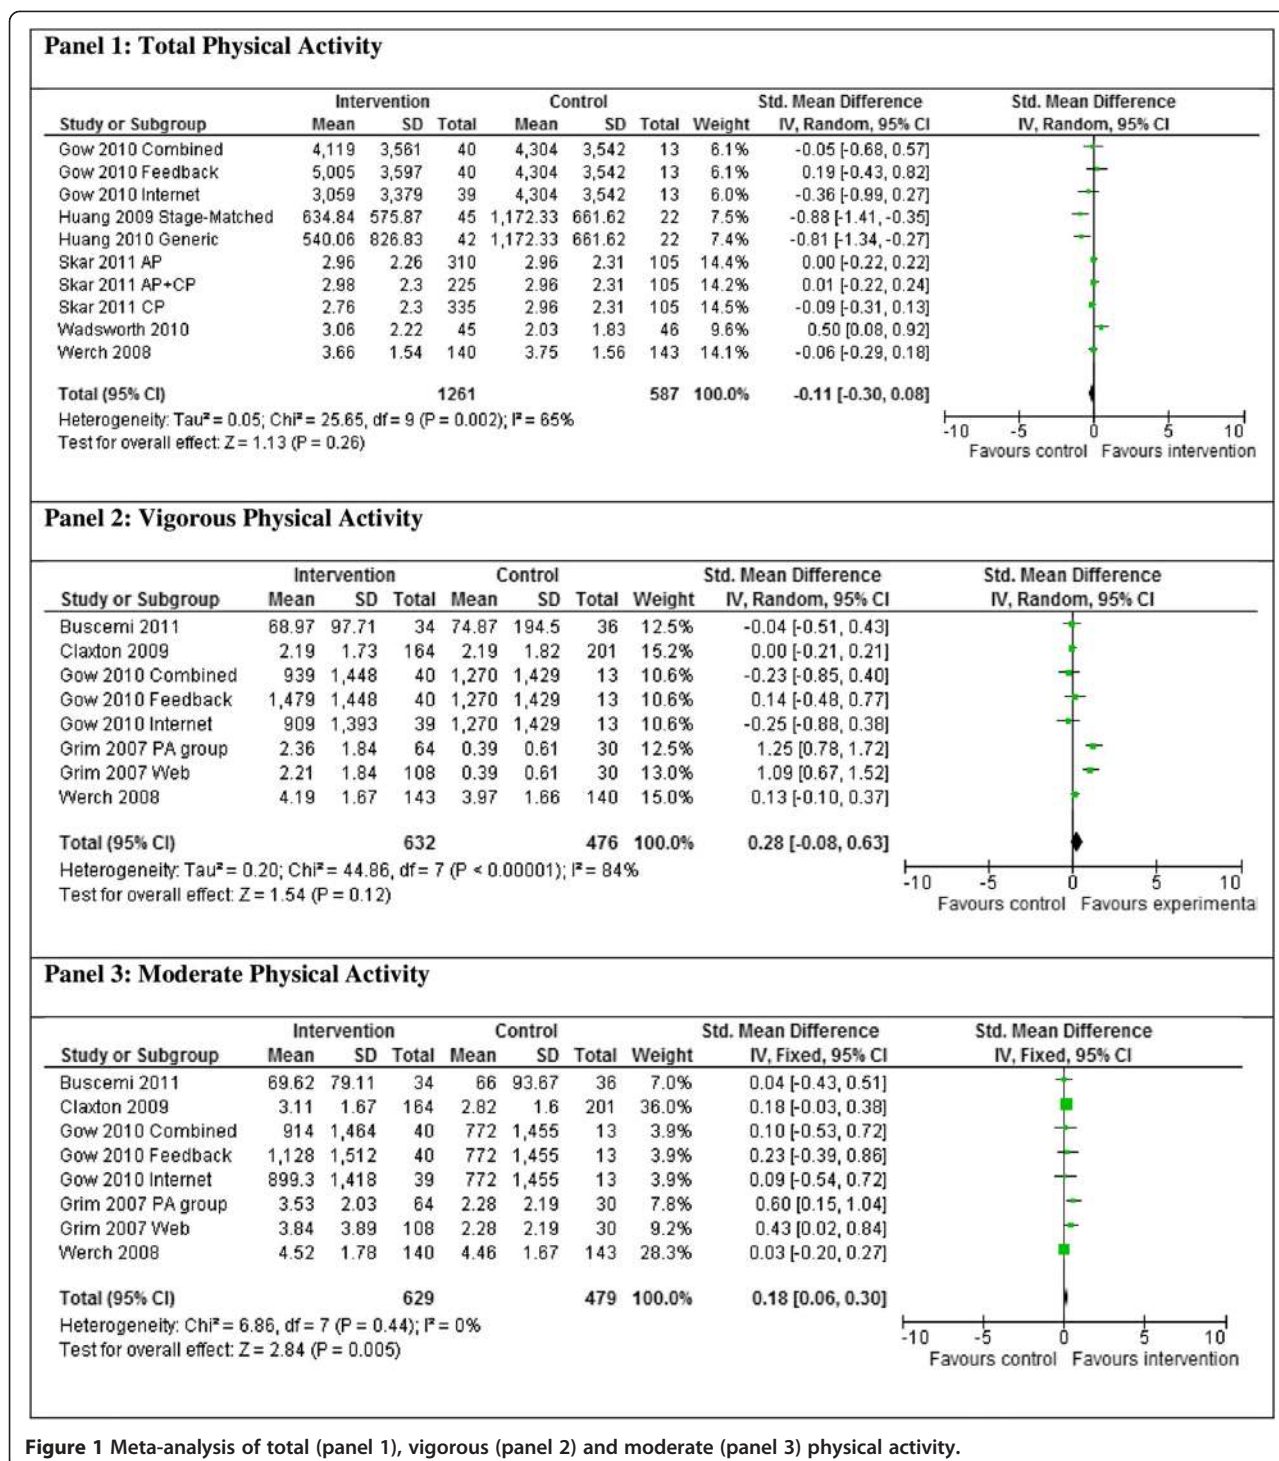 Panel 1: Total Physical Activity
Intervention Control Std. Mean Difference Std. Mean Difference
Study or Subgroup Mean SD Total Mean SD Total Weight IV, Random, 95% CI IV, Random, 95% CI
Gow 2010 Combined 4,119 3,561 40 4,304 3,542 13 6.1% -0.05 [-0.68, 0.57]
Gow 2010 Feedback 5,005 3,597 40 4,304 3,542 13 6.1% 0.19 [-0.43, 0.82]
Gow 2010 Internet 3,059 3,379 39 4,304 3,542 13 6.0% -0.36 [-0.99, 0.27]
Huang 2009 Stage-Matched 634.84 575.87 45 1,172.33 661.62 22 7.5% -0.88 [-1.41, -0.35]
Huang 2010 Generic 540.06 826.83 42 1,172.33 661.62 22 7.4% -0.81 [-1.34, -0.27]
Skar 2011 AP 2.96 2.26 310 2.96 2.31 105 14.4% 0.00 [-0.22, 0.22]
Skar 2011 AP+CP 2.98 2.3 225 2.96 2.31 105 14.2% 0.01 [-0.22, 0.24]
Skar 2011 CP 2.76 2.3 335 2.96 2.31 105 14.5% -0.09 [-0.31, 0.13]
Wadsworth 2010 3.06 2.22 45 2.03 1.83 46 9.6% 0.50 [0.08, 0.92]
Werch 2008 3.66 1.54 140 3.75 1.56 143 14.1% -0.06 [-0.29, 0.18]
Total (95% CI) 1261 587 100.0% -0.11 [-0.30, 0.08]
Heterogeneity: Tau² = 0.05; Chi² = 25.65, df = 9 (P = 0.002); I² = 65%
Test for overall effect: Z = 1.13 (P = 0.26)
-10 -5 0 5 10
Favours control Favours intervention
Panel 2: Vigorous Physical Activity
Intervention Control Std. Mean Difference Std. Mean Difference
Study or Subgroup Mean SD Total Mean SD Total Weight IV, Random, 95% CI IV, Random, 95% CI
Buscemi 2011 68.97 97.71 34 74.87 194.5 36 12.5% -0.04 [-0.51, 0.43]
Claxton 2009 2.19 1.73 164 2.19 1.82 201 15.2% 0.00 [-0.21, 0.21]
Gow 2010 Combined 939 1,448 40 1,270 1,429 13 10.6% -0.23 [-0.85, 0.40]
Gow 2010 Feedback 1,479 1,448 40 1,270 1,429 13 10.6% 0.14 [-0.48, 0.77]
Gow 2010 Internet 909 1,393 39 1,270 1,429 13 10.6% -0.25 [-0.88, 0.38]
Grim 2007 PA group 2.36 1.84 64 0.39 0.61 30 12.5% 1.25 [0.78, 1.72]
Grim 2007 Web 2.21 1.84 108 0.39 0.61 30 13.0% 1.09 [0.67, 1.52]
Werch 2008 4.19 1.67 143 3.97 1.66 140 15.0% 0.13 [-0.10, 0.37]
Total (95% CI) 632 476 100.0% 0.28 [-0.08, 0.63]
Heterogeneity: Tau² = 0.20; Chi² = 44.86, df = 7 (P < 0.00001); I² = 84%
Test for overall effect: Z = 1.54 (P = 0.12)
-10 -5 0 5 10
Favours control Favours experimenta
Panel 3: Moderate Physical Activity
Intervention Control Std. Mean Difference Std. Mean Difference
Study or Subgroup Mean SD Total Mean SD Total Weight IV, Fixed, 95% CI IV, Fixed, 95% CI
Buscemi 2011 69.62 79.11 34 66 93.67 36 7.0% 0.04 [-0.43, 0.51]
Claxton 2009 3.11 1.67 164 2.82 1.6 201 36.0% 0.18 [-0.03, 0.38]
Gow 2010 Combined 914 1,464 40 772 1,455 13 3.9% 0.10 [-0.53, 0.72]
Gow 2010 Feedback 1,128 1,512 40 772 1,455 13 3.9% 0.23 [-0.39, 0.86]
Gow 2010 Internet 899.3 1,418 39 772 1,455 13 3.9% 0.09 [-0.54, 0.72]
Grim 2007 PA group 3.53 2.03 64 2.28 2.19 30 7.8% 0.60 [0.15, 1.04]
Grim 2007 Web 3.84 3.89 108 2.28 2.19 30 9.2% 0.43 [0.02, 0.84]
Werch 2008 4.52 1.78 140 4.46 1.67 143 28.3% 0.03 [-0.20, 0.27]
Total (95% CI) 629 479 100.0% 0.18 [0.06, 0.30]
Heterogeneity: Chi² = 6.86, df = 7 (P = 0.44); I² = 0%
Test for overall effect: Z = 2.84 (P = 0.005)
-10 -5 0 5 10
Favours control Favours intervention
Figure 1 Meta-analysis of total (panel 1), vigorous (panel 2) and moderate (panel 3) physical activity.